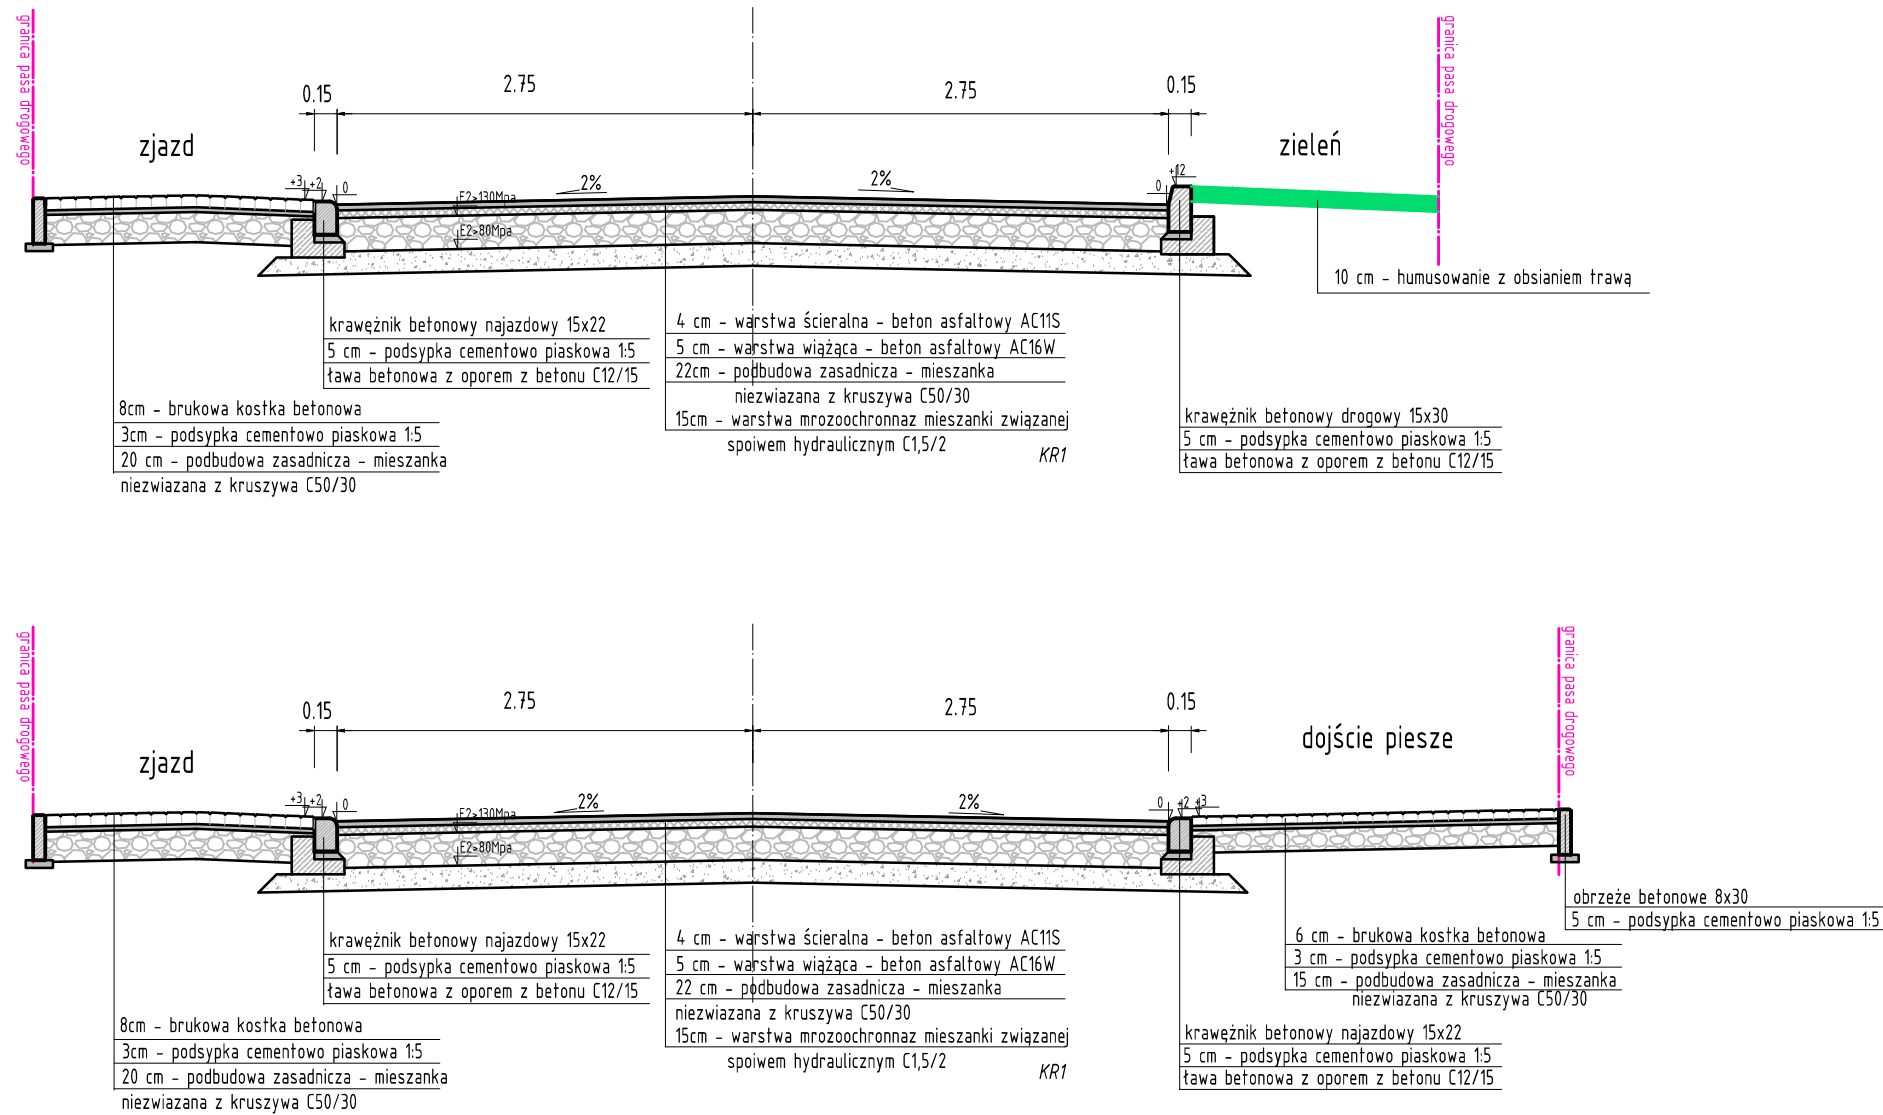 granica pasa drogowego
granica pasa drogowego
0.15
2.75
2.75
0.15
zjazd
zieleń
+3
+2
0
E2>130Mpa
2%
2%
0
+12
E2>80Mpa
10 cm - humusowanie z obsianiem trawą
krawężnik betonowy najazdowy 15x22
5 cm - podsypka cementowo piaskowa 1:5
ława betonowa z oporem z betonu C12/15
4 cm - warstwa ścieralna - beton asfaltowy AC11S
5 cm - warstwa wiążąca - beton asfaltowy AC16W
22cm - podbudowa zasadnicza - mieszanka
niezwiązana z kruszywa C50/30
15cm - warstwa mrozoochronnaz mieszanki związanej
spoiwem hydraulicznym C1,5/2
KR1
8cm - brukowa kostka betonowa
3cm - podsypka cementowo piaskowa 1:5
20 cm - podbudowa zasadnicza - mieszanka
niezwiazana z kruszywa C50/30
krawężnik betonowy drogowy 15x30
5 cm - podsypka cementowo piaskowa 1:5
ława betonowa z oporem z betonu C12/15
granica pasa drogowego
granica pasa drogowego
0.15
2.75
2.75
0.15
zjazd
dojście piesze
+3
+2
0
E2>130Mpa
2%
2%
0
+2
+3
E2>80Mpa
obrzeże betonowe 8x30
5 cm - podsypka cementowo piaskowa 1:5
krawężnik betonowy najazdowy 15x22
5 cm - podsypka cementowo piaskowa 1:5
ława betonowa z oporem z betonu C12/15
4 cm - warstwa ścieralna - beton asfaltowy AC11S
5 cm - warstwa wiążąca - beton asfaltowy AC16W
22 cm - podbudowa zasadnicza - mieszanka
niezwiazana z kruszywa C50/30
15cm - warstwa mrozoochronnaz mieszanki związanej
spoiwem hydraulicznym C1,5/2
KR1
6 cm - brukowa kostka betonowa
3 cm - podsypka cementowo piaskowa 1:5
15 cm - podbudowa zasadnicza - mieszanka
niezwiązana z kruszywa C50/30
8cm - brukowa kostka betonowa
3cm - podsypka cementowo piaskowa 1:5
20 cm - podbudowa zasadnicza - mieszanka
niezwiazana z kruszywa C50/30
krawężnik betonowy najazdowy 15x22
5 cm - podsypka cementowo piaskowa 1:5
ława betonowa z oporem z betonu C12/15